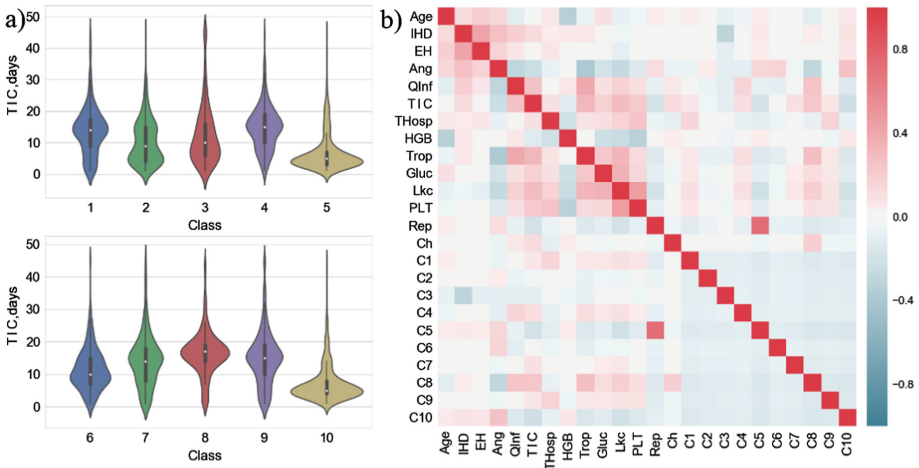 a)
TIC,days
50
40
30
20
10
0
1 2 3 4 5
Class
TIC,days
50
40
30
20
10
0
6 7 8 9 10
Class
b)
Age
IHD
EH
Ang
QInf
TIC
THosp
HGB
Trop
Gluc
Lkc
PLT
Rep
Ch
C1
C2
C3
C4
C5
C6
C7
C8
C9
C10
Age IHD EH Ang QInf TIC THosp HGB Trop Gluc Lkc PLT Rep Ch C1 C2 C3 C4 C5 C6 C7 C8 C9 C10
0.8
0.4
0.0
−0.4
−0.8